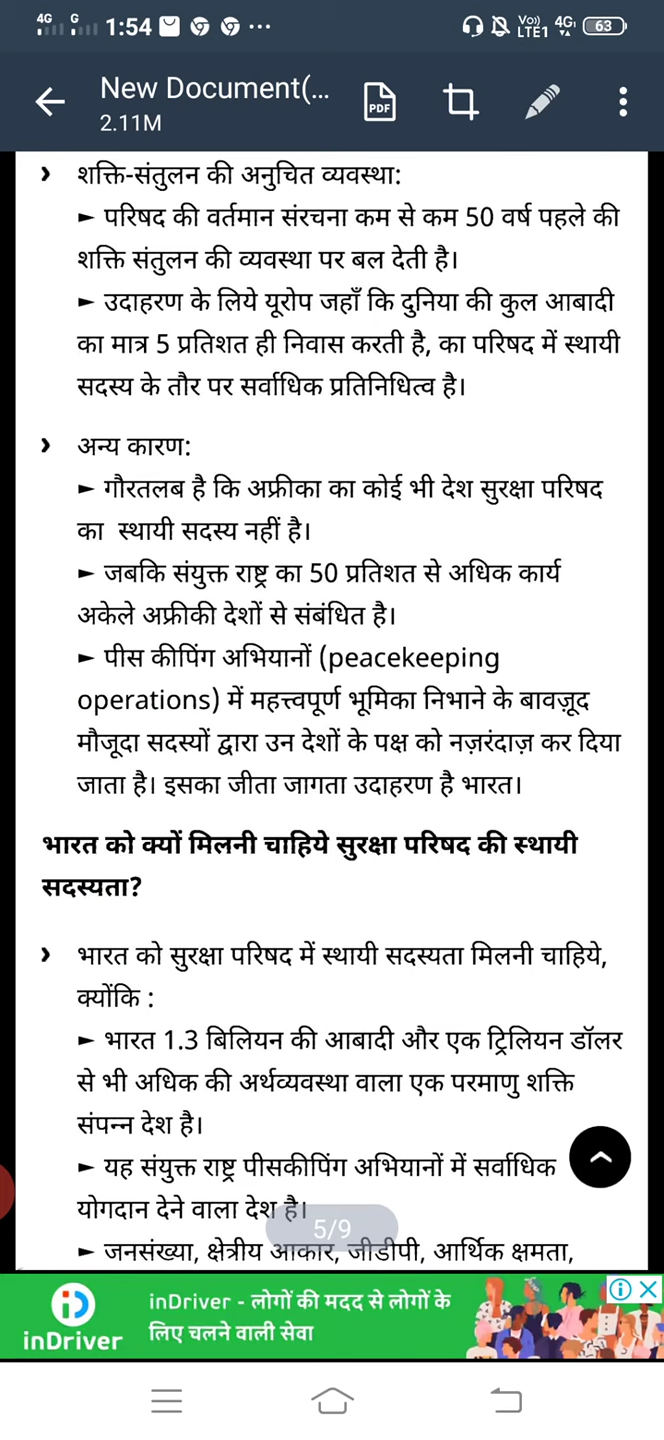 4G G 1:54 ... Vo)) LTE1 4G 63
New Document(...
2.11M
PDF
› शक्ति-संतुलन की अनुचित व्यवस्था:
► परिषद की वर्तमान संरचना कम से कम 50 वर्ष पहले की
शक्ति संतुलन की व्यवस्था पर बल देती है।
► उदाहरण के लिये यूरोप जहाँ कि दुनिया की कुल आबादी
का मात्र 5 प्रतिशत ही निवास करती है, का परिषद में स्थायी
सदस्य के तौर पर सर्वाधिक प्रतिनिधित्व है।
› अन्य कारण:
► गौरतलब है कि अफ्रीका का कोई भी देश सुरक्षा परिषद
का स्थायी सदस्य नहीं है।
► जबकि संयुक्त राष्ट्र का 50 प्रतिशत से अधिक कार्य
अकेले अफ्रीकी देशों से संबंधित है।
► पीस कीपिंग अभियानों (peacekeeping
operations) में महत्त्वपूर्ण भूमिका निभाने के बावज़ूद
मौजूदा सदस्यों द्वारा उन देशों के पक्ष को नज़रंदाज़ कर दिया
जाता है। इसका जीता जागता उदाहरण है भारत।
भारत को क्यों मिलनी चाहिये सुरक्षा परिषद की स्थायी
सदस्यता?
› भारत को सुरक्षा परिषद में स्थायी सदस्यता मिलनी चाहिये,
क्योंकि :
► भारत 1.3 बिलियन की आबादी और एक ट्रिलियन डॉलर
से भी अधिक की अर्थव्यवस्था वाला एक परमाणु शक्ति
संपन्न देश है।
► यह संयुक्त राष्ट्र पीसकीपिंग अभियानों में सर्वाधिक
योगदान देने वाला देश है।
5/9
► जनसंख्या, क्षेत्रीय आकार, जीडीपी, आर्थिक क्षमता,
inDriver - लोगों की मदद से लोगों के
लिए चलने वाली सेवा
inDriver